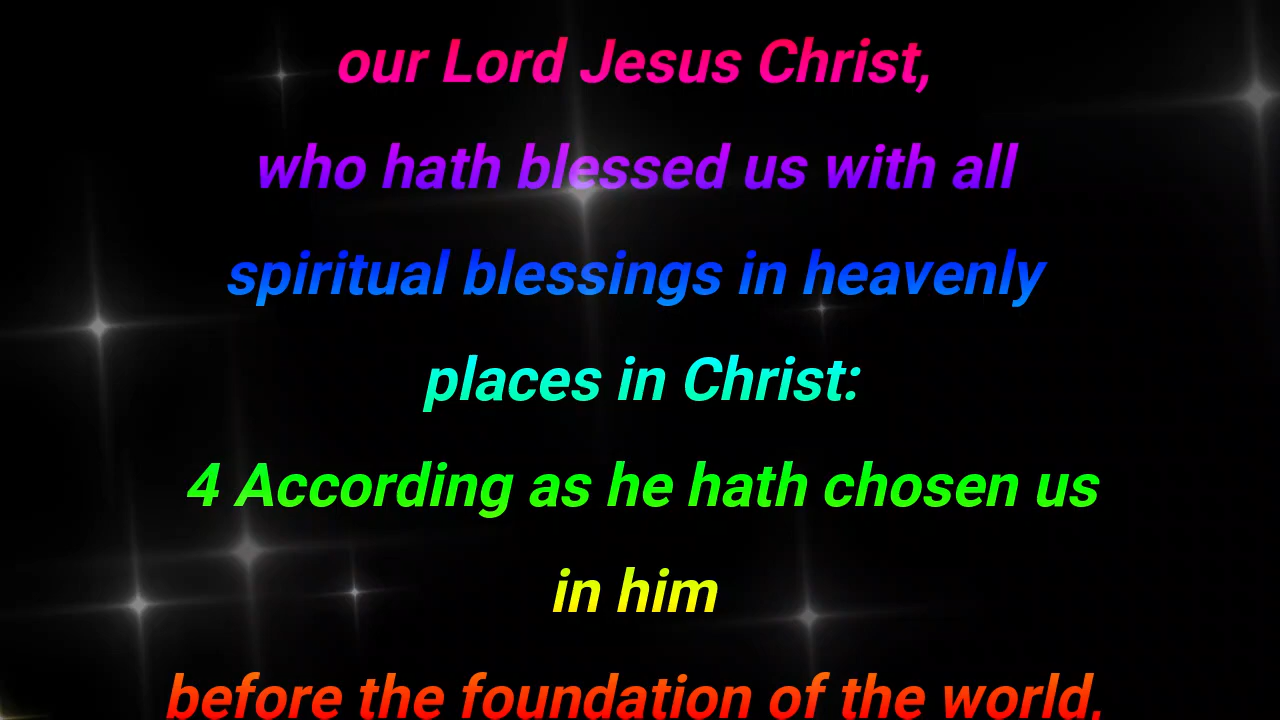 our Lord Jesus Christ,
who hath blessed us with all
spiritual blessings in heavenly
places in Christ:
4 According as he hath chosen us
in him
before the foundation of the world,